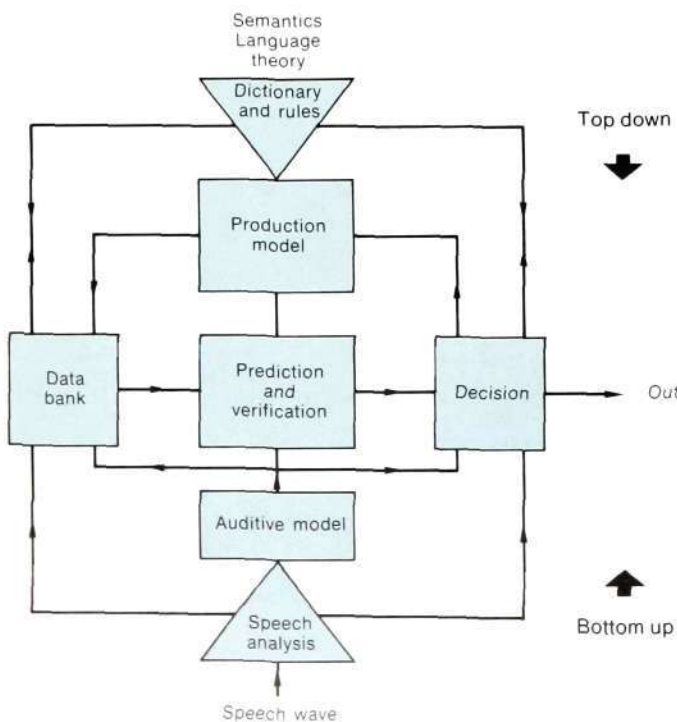 Semantics
Language
theory
Dictionary
and rules
Top down
Production
model
Data
bank
Prediction
and
verification
Decision
Out
Auditive model
Speech
analysis
Bottom up
Speech wave